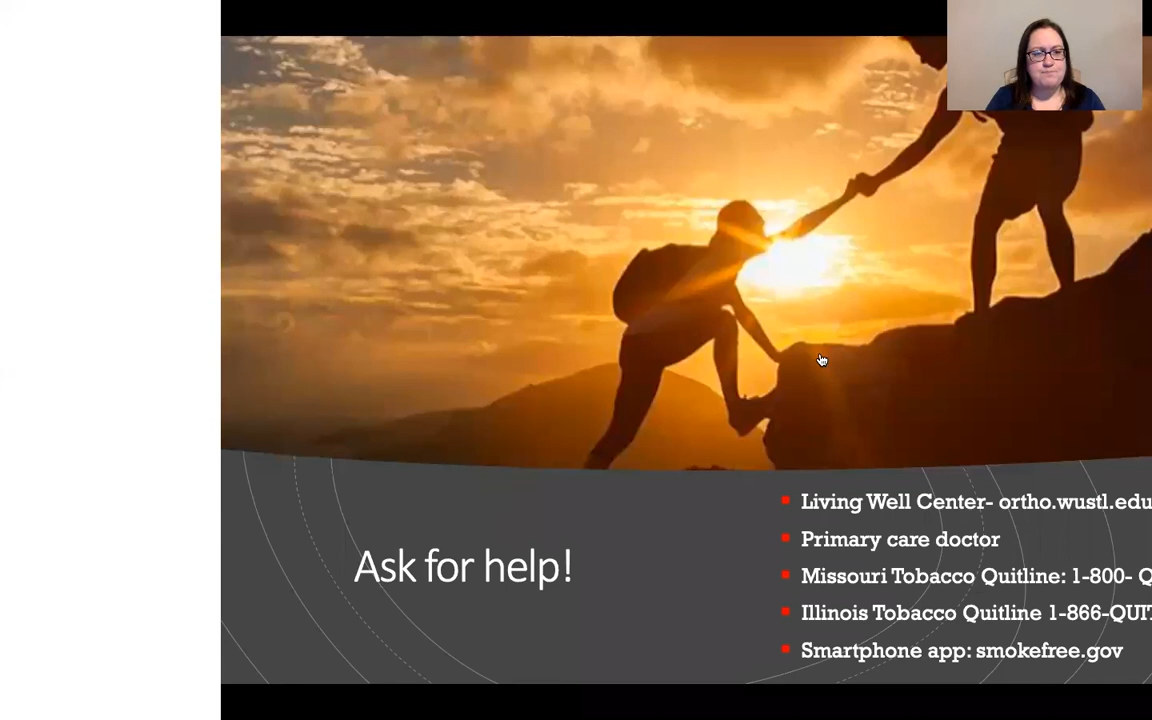 Ask for help!
Living Well Center- ortho.wustl.edu
Primary care doctor
Missouri Tobacco Quitline: 1-800- Q
Illinois Tobacco Quitline 1-866-QUIT
Smartphone app: smokefree.gov